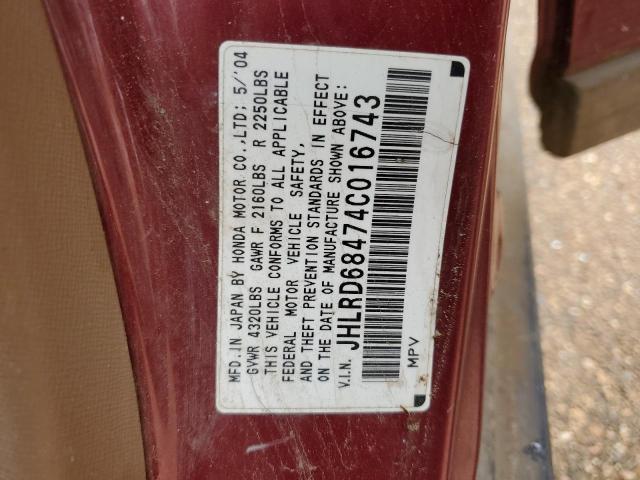 MFD.IN JAPAN BY HONDA MOTOR CO.,LTD: 5/'04
GVWR 4320LBS GAWR F 2160LBS R 2250LBS
THIS VEHICLE CONFORMS TO ALL APPLICABLE
FEDERAL MOTOR VEHICLE SAFETY,
AND THEFT PREVENTION STANDARDS IN EFFECT
ON THE DATE OF MANUFACTURE SHOWN ABOVE:
V.I.N. JHLRD68474C016743
MPV